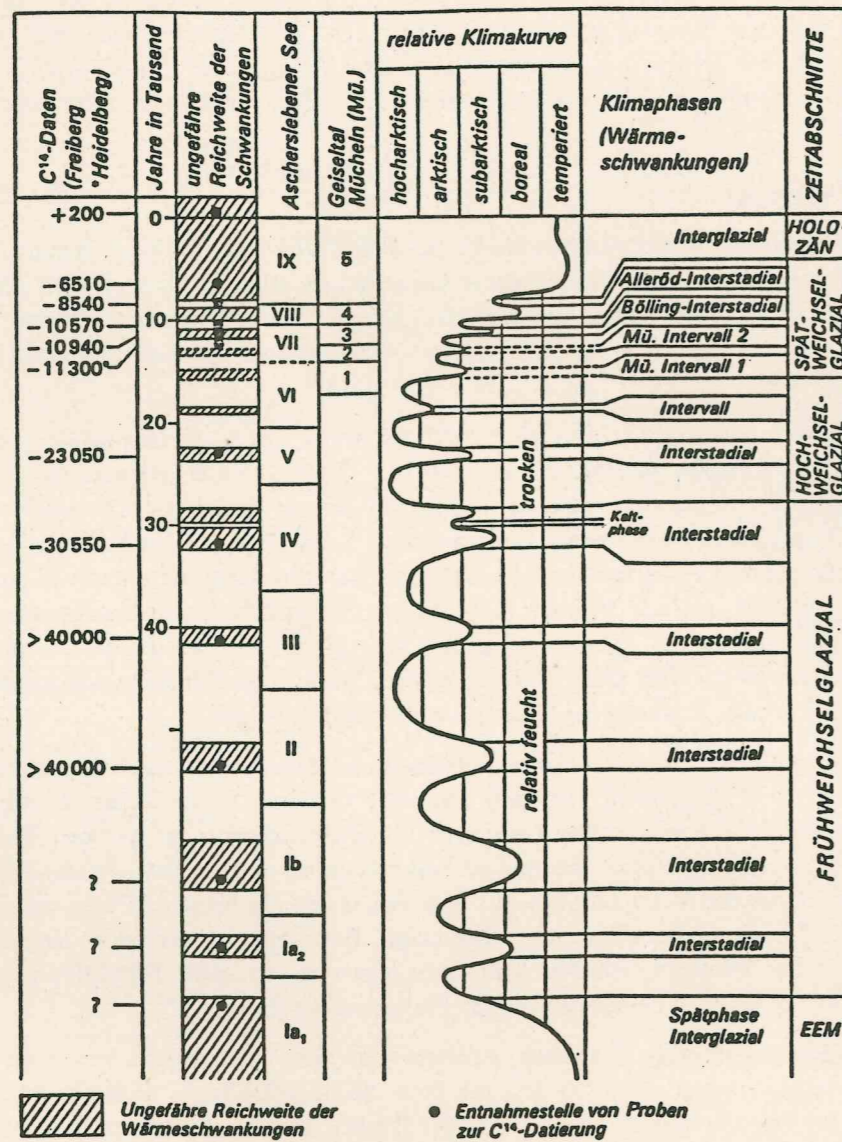 C¹⁴-Daten
(Freiberg
°Heidelberg)
Jahre in Tausend
ungefähre
Reichweite der
Schwankungen
Ascherslebener See
Geiseltal
Mücheln (Mü.)
relative Klimakurve
hocharktisch
arktisch
subarktisch
boreal
temperiert
Klimaphasen
(Wärme-
schwankungen)
ZEITABSCHNITTE
+200
-6510
-8540
-10570
-10940
-11300°
-23050
-30550
>40000
>40000
?
?
?
0
10
20
30
40
IX
VIII
VII
VI
V
IV
III
II
Ib
Ia₂
Ia₁
5
4
3
2
1
trocken
relativ feucht
Kalt-
phase
Interglazial
Alleröd-Interstadial
Bölling-Interstadial
Mü. Intervall 2
Mü. Intervall 1
Intervall
Interstadial
Interstadial
Interstadial
Interstadial
Interstadial
Interstadial
Spätphase
Interglazial
HOLO-
ZÄN
SPÄT-
WEICHSEL-
GLAZIAL
HOCH-
WEICHSEL-
GLAZIAL
FRÜHWEICHSELGLAZIAL
EEM
Ungefähre Reichweite der
Wärmeschwankungen
Entnahmestelle von Proben
zur C¹⁴-Datierung